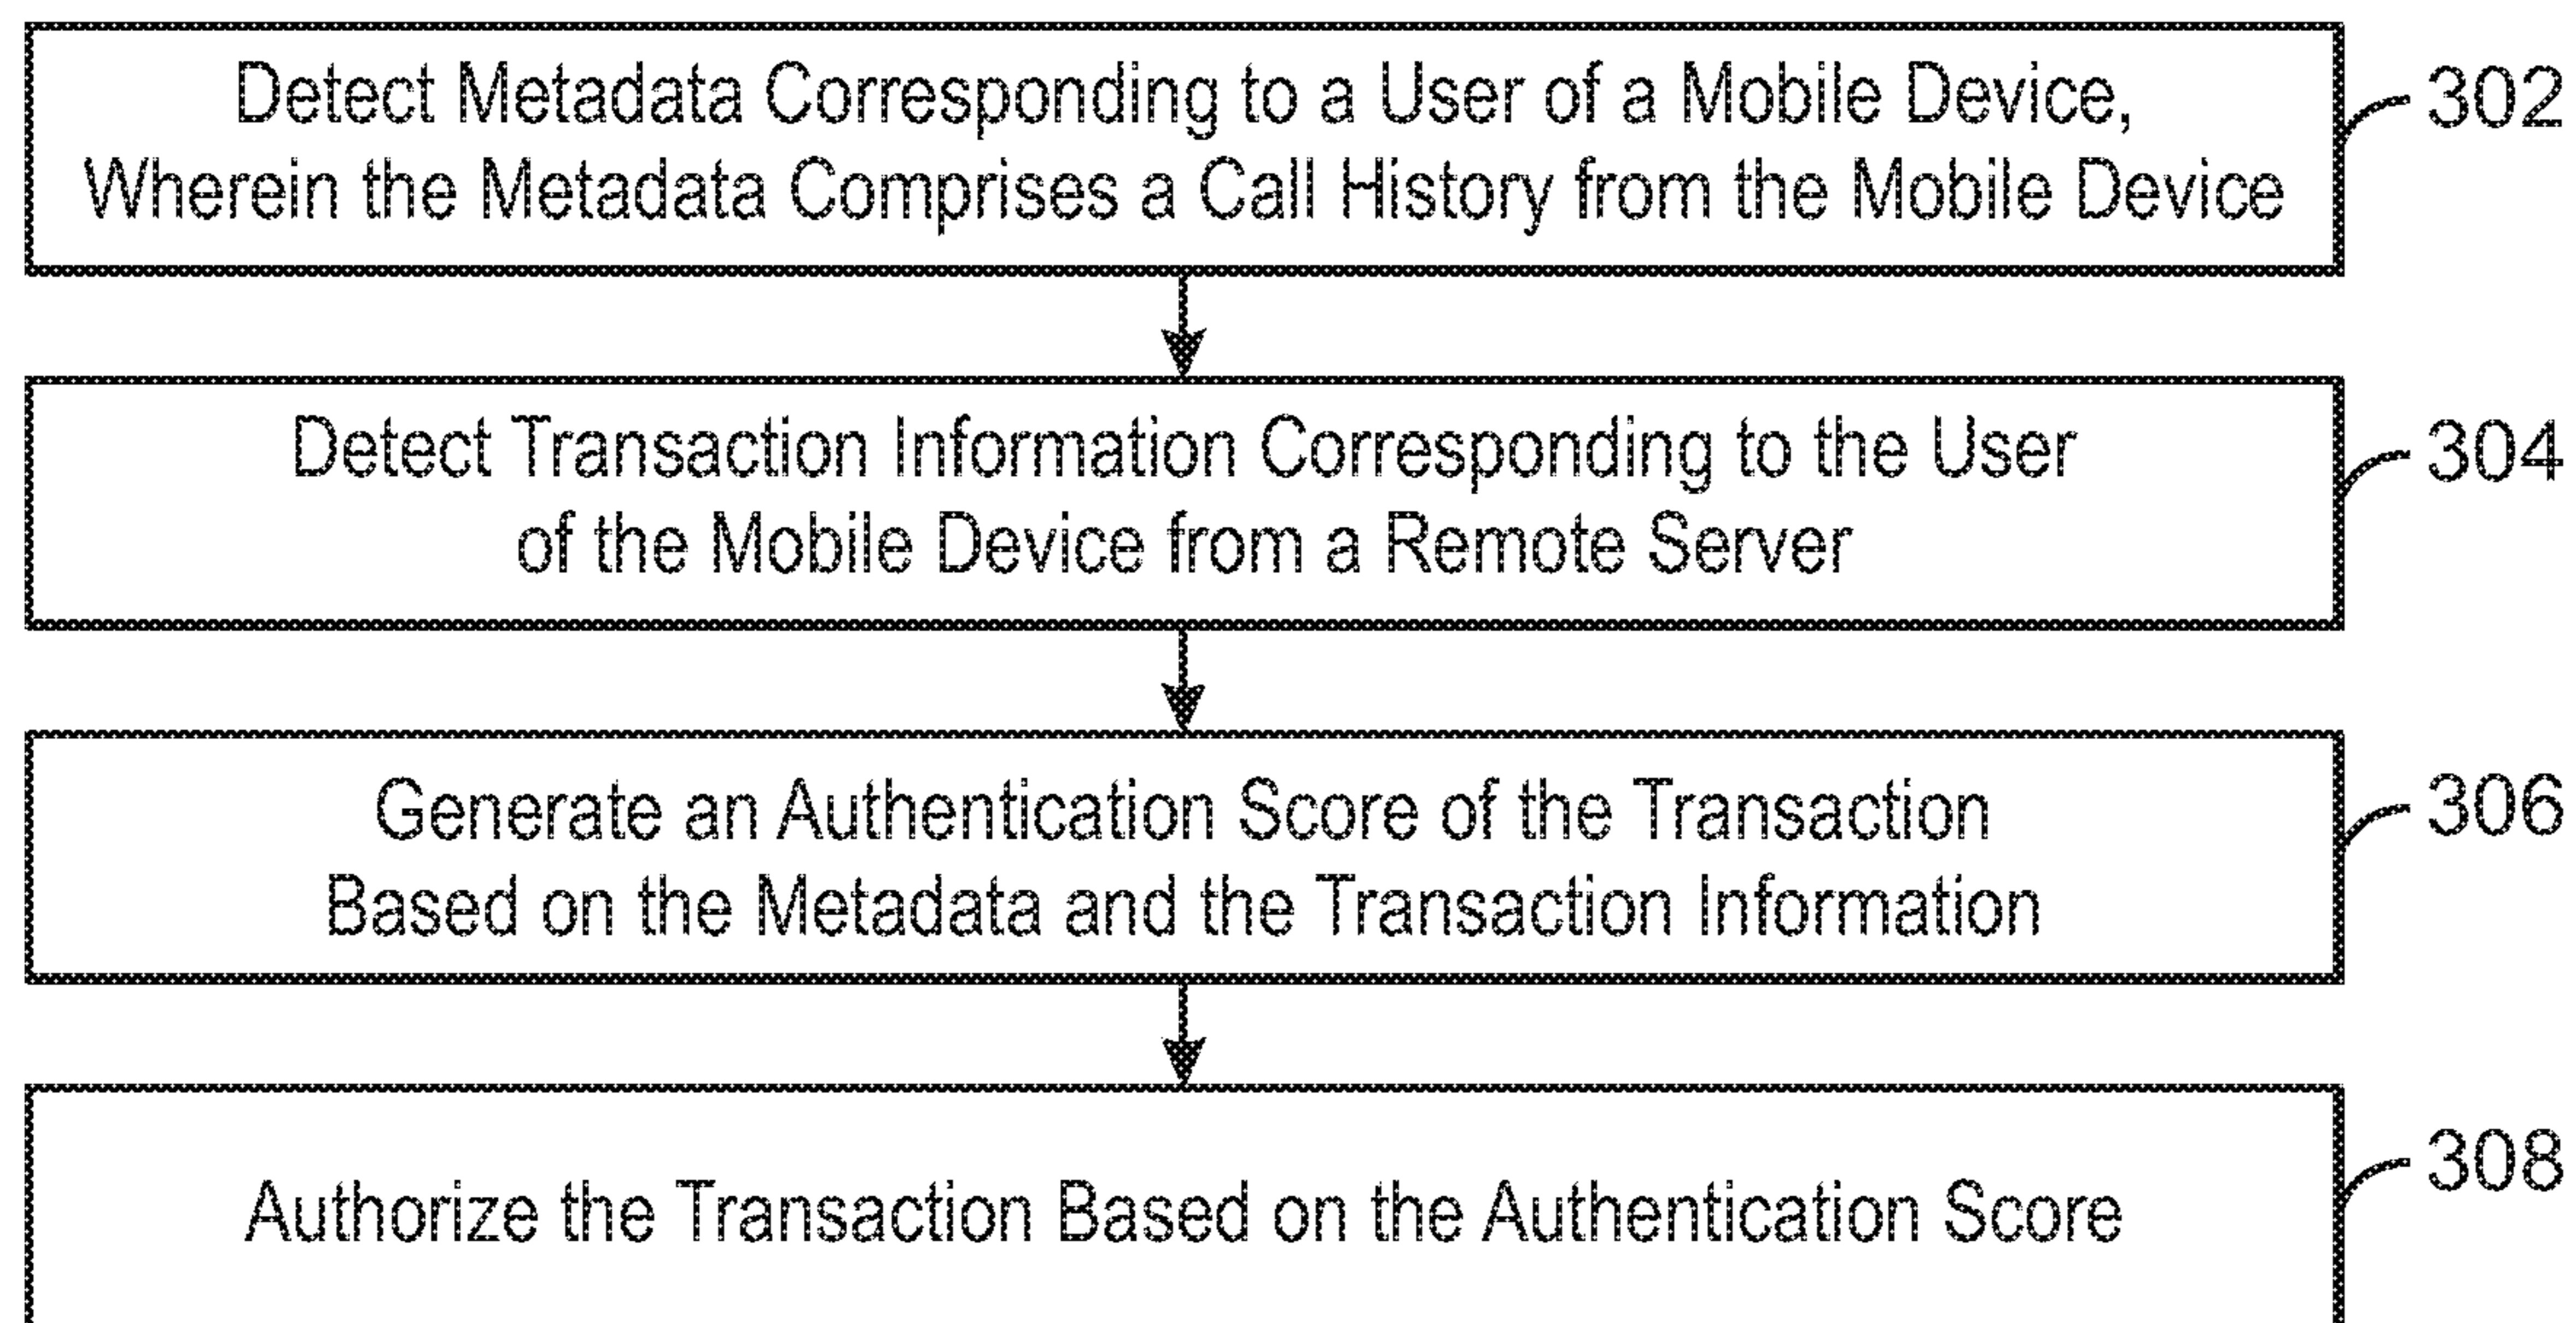 Detect Metadata Corresponding to a User of a Mobile Device,
Wherein the Metadata Comprises a Call History from the Mobile Device
302
Detect Transaction Information Corresponding to the User
of the Mobile Device from a Remote Server
304
Generate an Authentication Score of the Transaction
Based on the Metadata and the Transaction Information
306
Authorize the Transaction Based on the Authentication Score
308